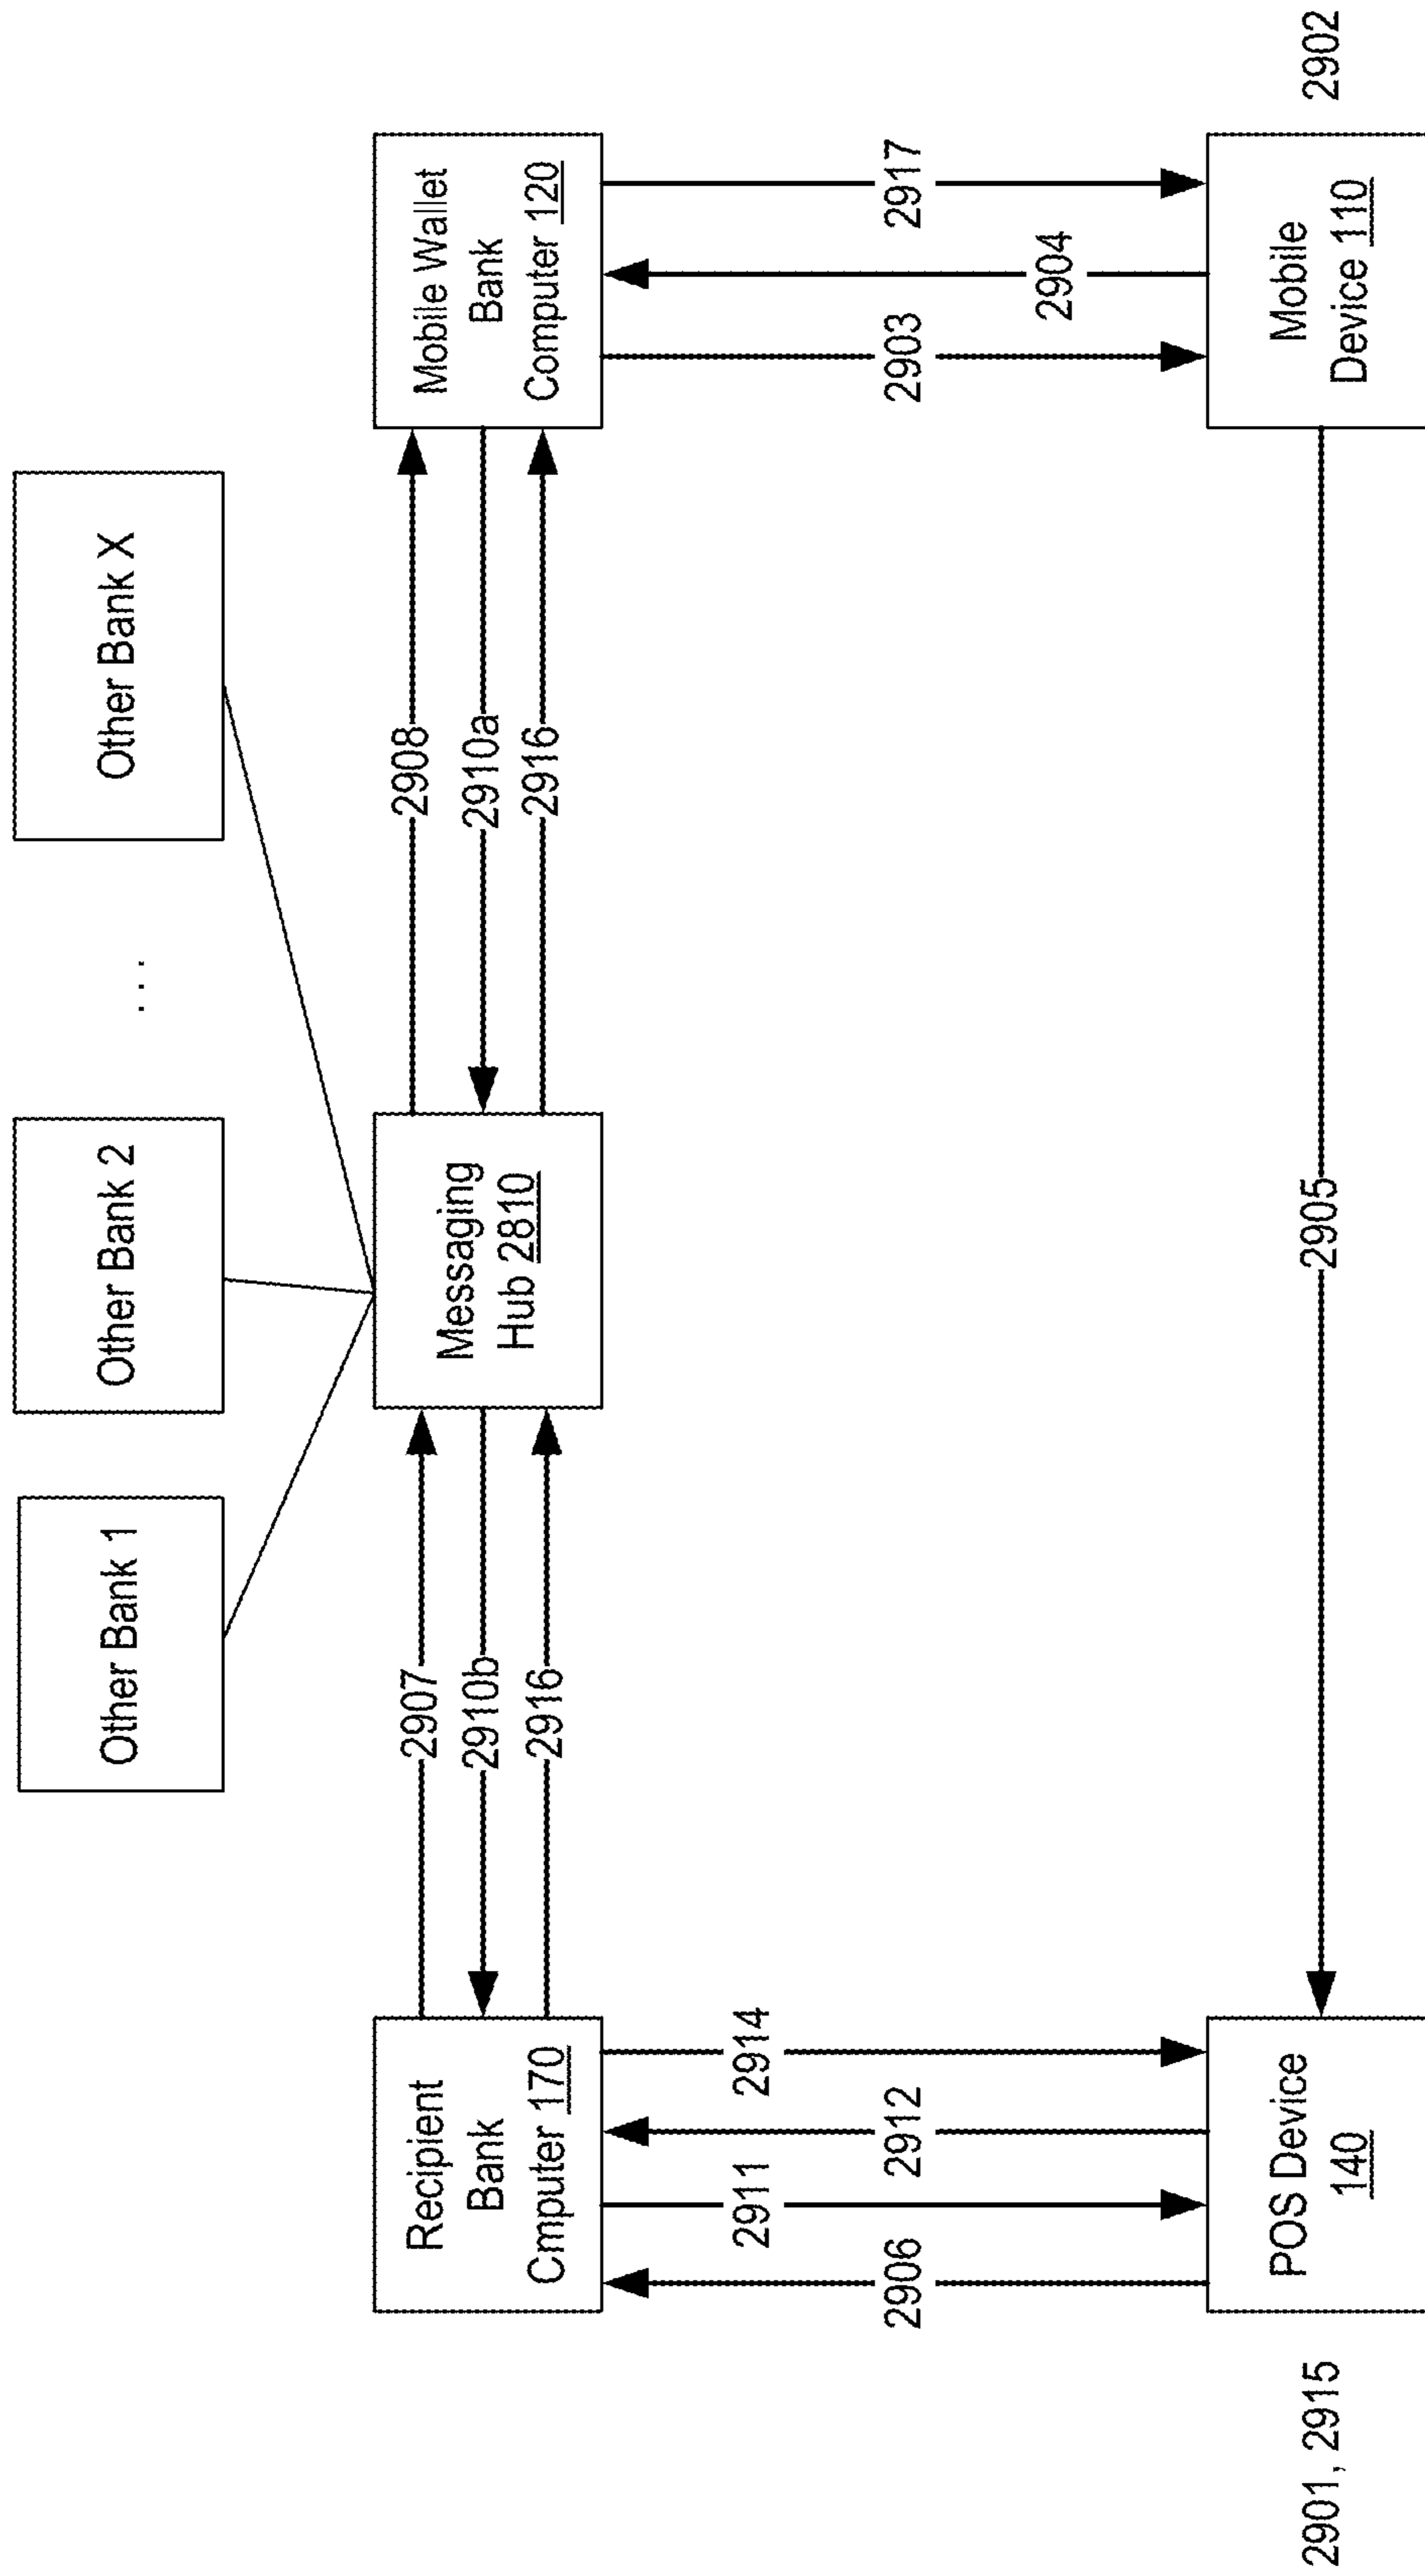 Other Bank 1
Other Bank 2
. . .
Other Bank X
Recipient
Bank
Cmputer 170
2907
2910b
2916
Messaging
Hub 2810
2908
2910a
2916
Mobile Wallet
Bank
Computer 120
2906
2911
2912
2914
2903
2904
2917
2901, 2915
POS Device
140
2905
Mobile
Device 110
2902